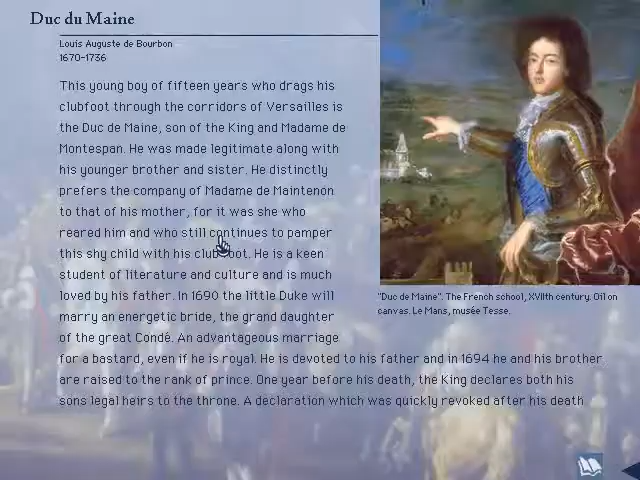 Duc du Maine
Louis Auguste de Bourbon
1670-1736
This young boy of fifteen years who drags his
clubfoot through the corridors of Versailles is
the Duc de Maine, son of the King and Madame de
Montespan. He was made legitimate along with
his younger brother and sister. He distinctly
prefers the company of Madame de Maintenon
to that of his mother, for it was she who
reared him and who still continues to pamper
this shy child with his clubfoot. He is a keen
student of literature and culture and is much
loved by his father. In 1690 the little Duke will
marry an energetic bride, the grand daughter
of the great Condé. An advantageous marriage
for a bastard, even if he is royal. He is devoted to his father and in 1694 he and his brother
are raised to the rank of prince. One year before his death, the King declares both his
sons legal heirs to the throne. A declaration which was quickly revoked after his death
"Duc de Maine". The French school, XVIIth century. Oil on
canvas. Le Mans, musée Tesse.